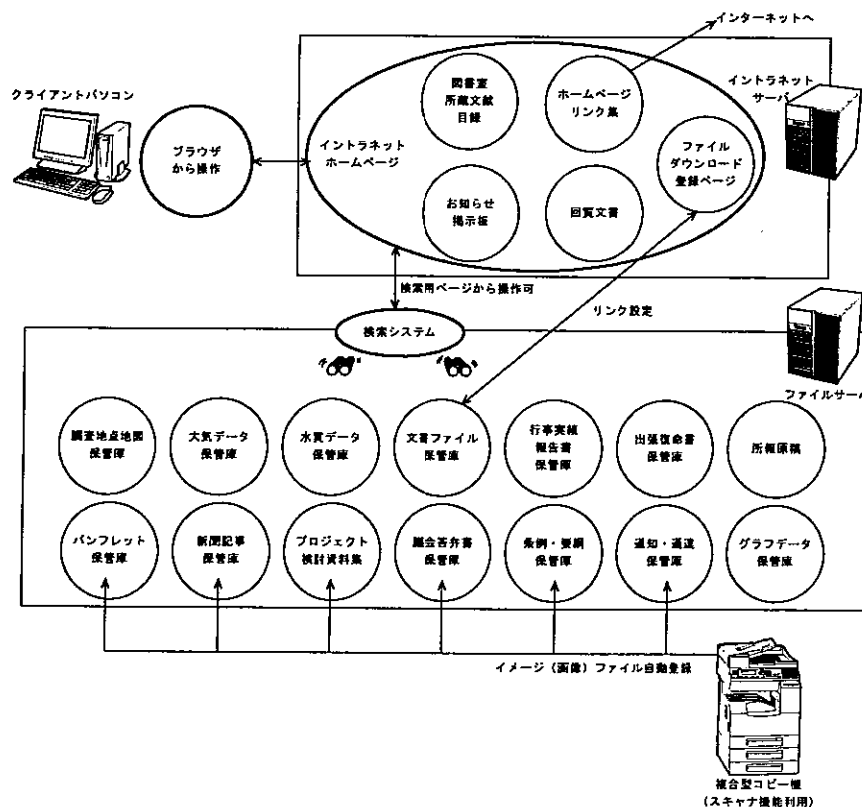 インターネットへ
クライアントパソコン
ブラウザ
から操作
イントラネット
ホームページ
図書室
所蔵文献
目録
ホームページ
リンク集
ファイル
ダウンロード
登録ページ
お知らせ
掲示板
回覧文書
イントラネット
サーバ
検索用ページから操作可
リンク設定
検索システム
ファイルサーバ
調査地点地図
保管庫
大気データ
保管庫
水質データ
保管庫
文書ファイル
保管庫
行事実績
報告書
保管庫
出張復命書
保管庫
所報原稿
パンフレット
保管庫
新聞記事
保管庫
プロジェクト
検討資料集
議会答弁書
保管庫
条例・要綱
保管庫
通知・通達
保管庫
グラフデータ
保管庫
イメージ(画像)ファイル自動登録
複合型コピー機
(スキャナ機能利用)